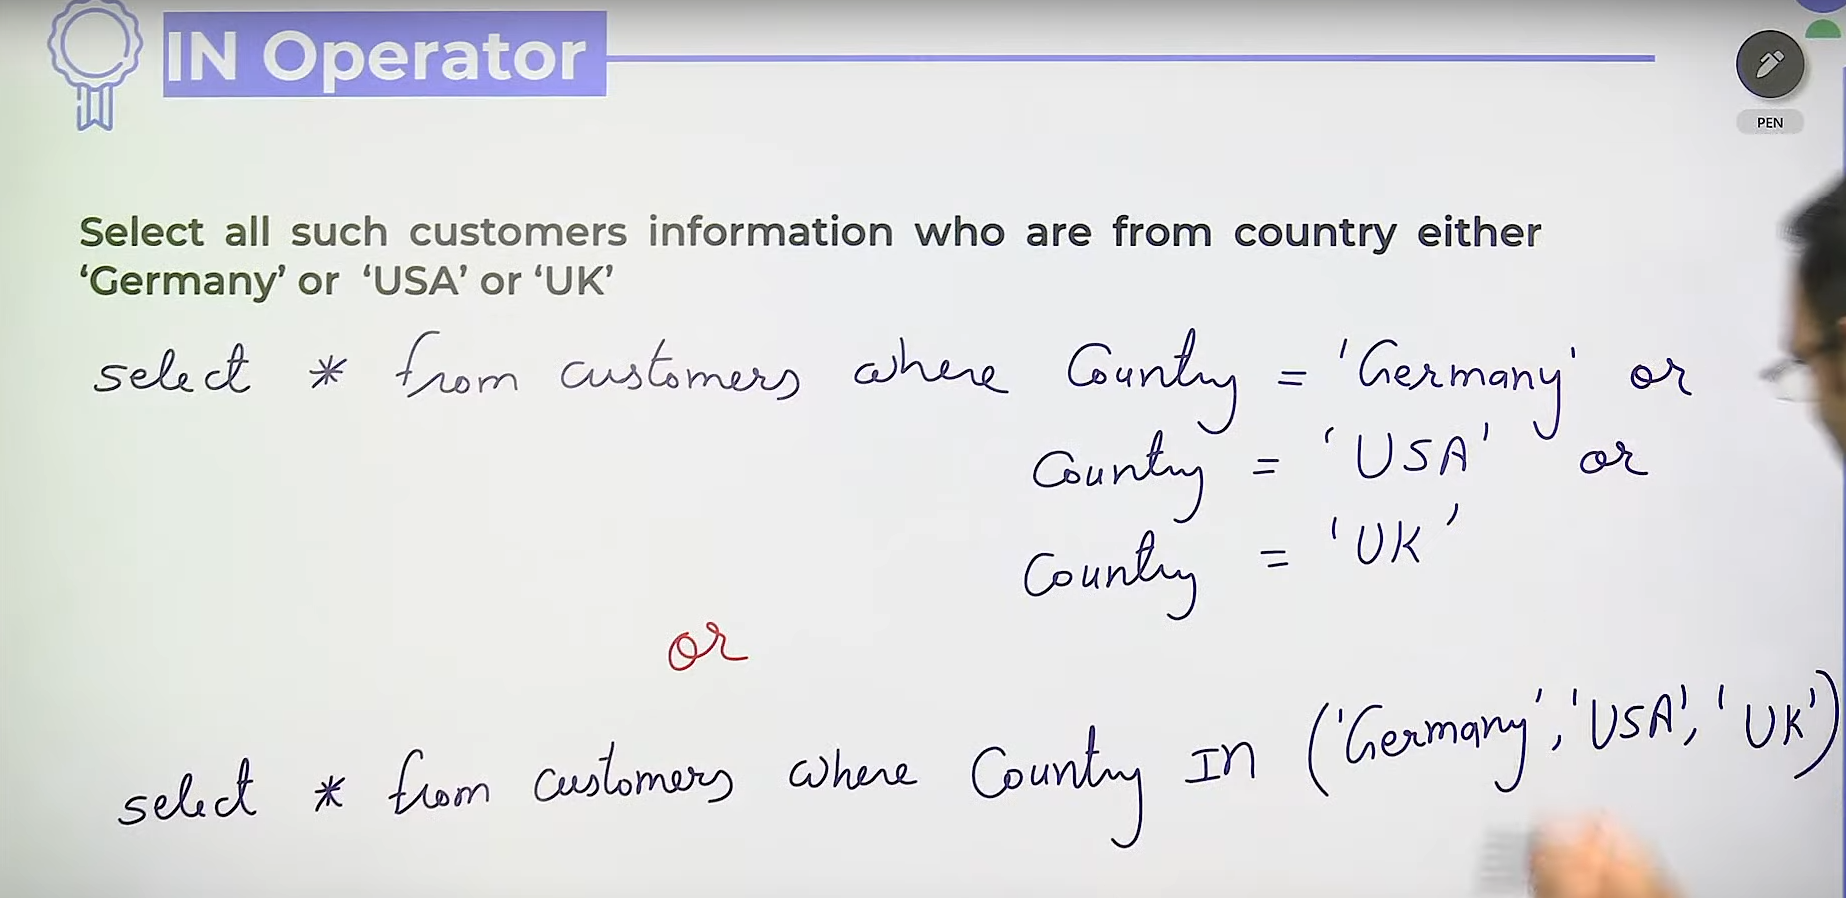 IN Operator
PEN
Select all such customers information who are from country either
‘Germany’ or ‘USA’ or ‘UK’
select * from customers where Country = 'Germany' or
Country = 'USA' or
Country = 'UK'
or
select * from customers where Country IN ('Germany', 'USA', 'UK')